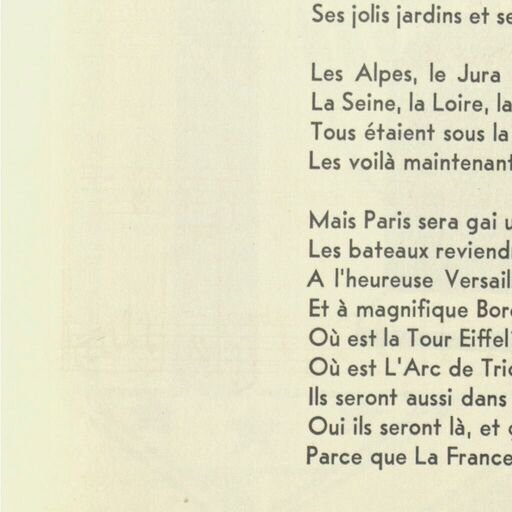 Ses jolis jardins et se
Les Alpes, le Jura
La Seine, la Loire, la
Tous étaient sous la
Les voilà maintenant
Mais Paris sera gai u
Les bateaux reviend
A l'heureuse Versail
Et à magnifique Bor
Où est la Tour Eiffel
Où est L'Arc de Trio
Ils seront aussi dans
Oui ils seront là, et g
Parce que La France